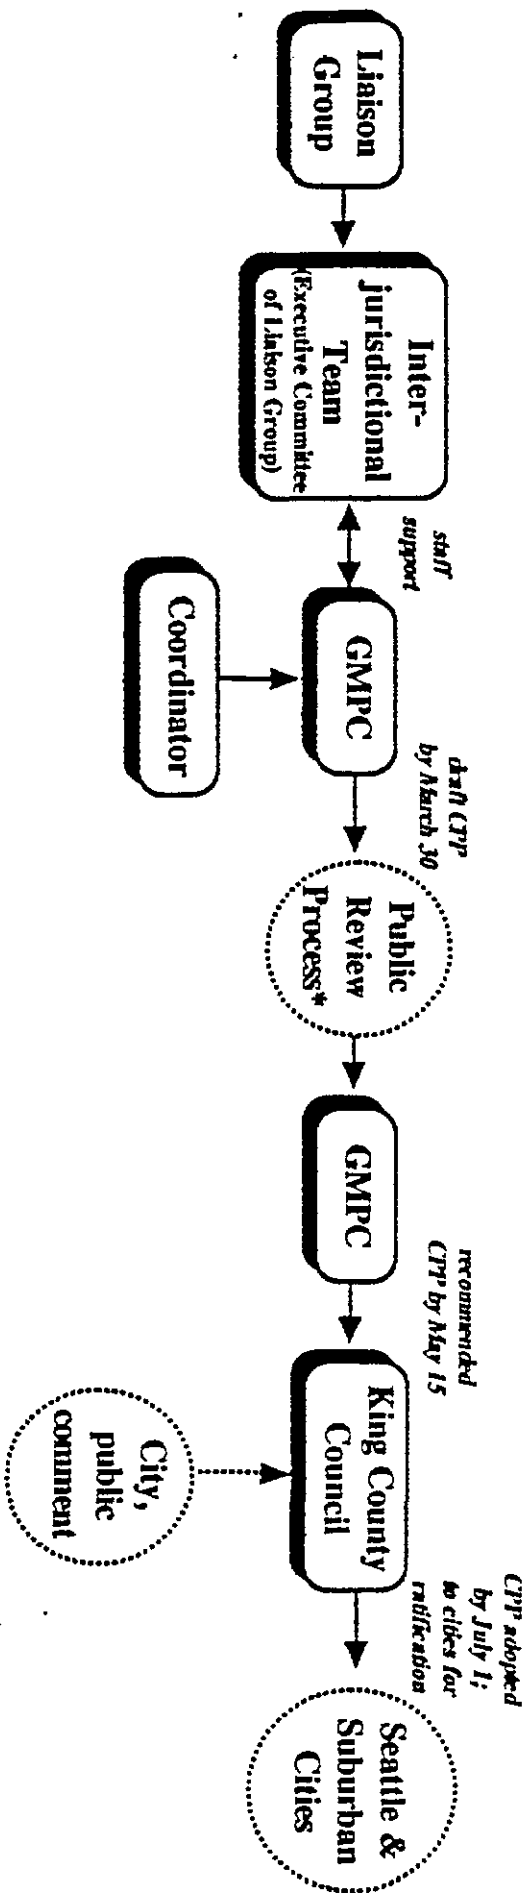 Liaison
Group
Inter-
jurisdictional
Team
(Executive Committee
of Liaison Group)
staff
support
GMPC
Coordinator
draft CPP
by March 30
Public
Review
Process*
GMPC
recommended
CPP by May 15
King County
Council
City,
public
comment
CPP adopted
by July 1;
to cities for
ratification
Seattle &
Suburban
Cities